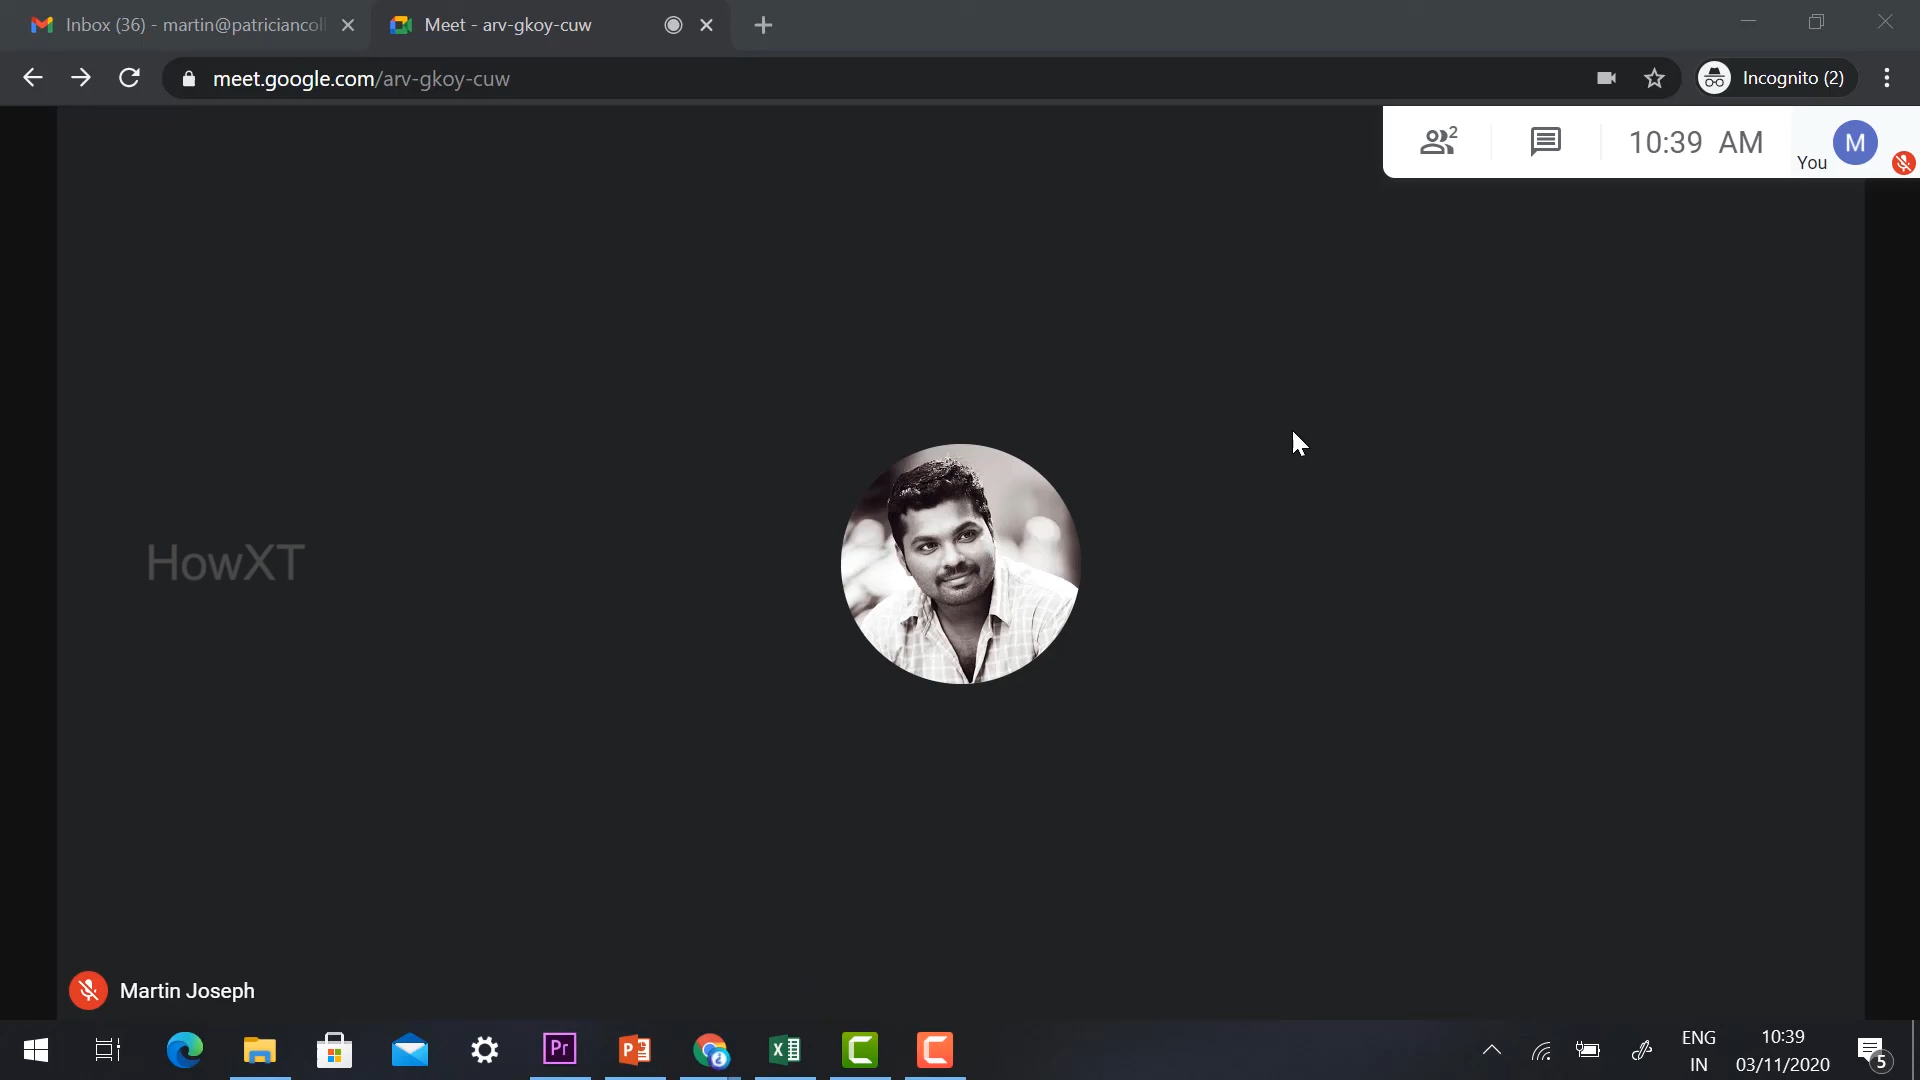 Inbox (36) - martin@patriciancoll
Meet - arv-gkoy-cuw
meet.google.com/arv-gkoy-cuw
Incognito (2)
2
10:39 AM
You
M
HowXT
Martin Joseph
Pr
ENG
IN
10:39
03/11/2020
5